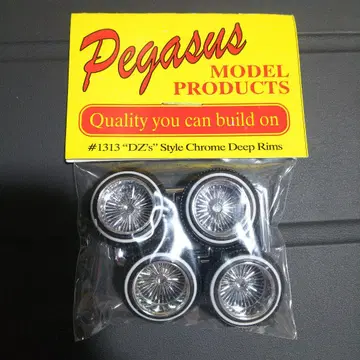 Pegasus
MODEL
PRODUCTS
Quality you can build on
#1313 "DZ's" Style Chrome Deep Rims